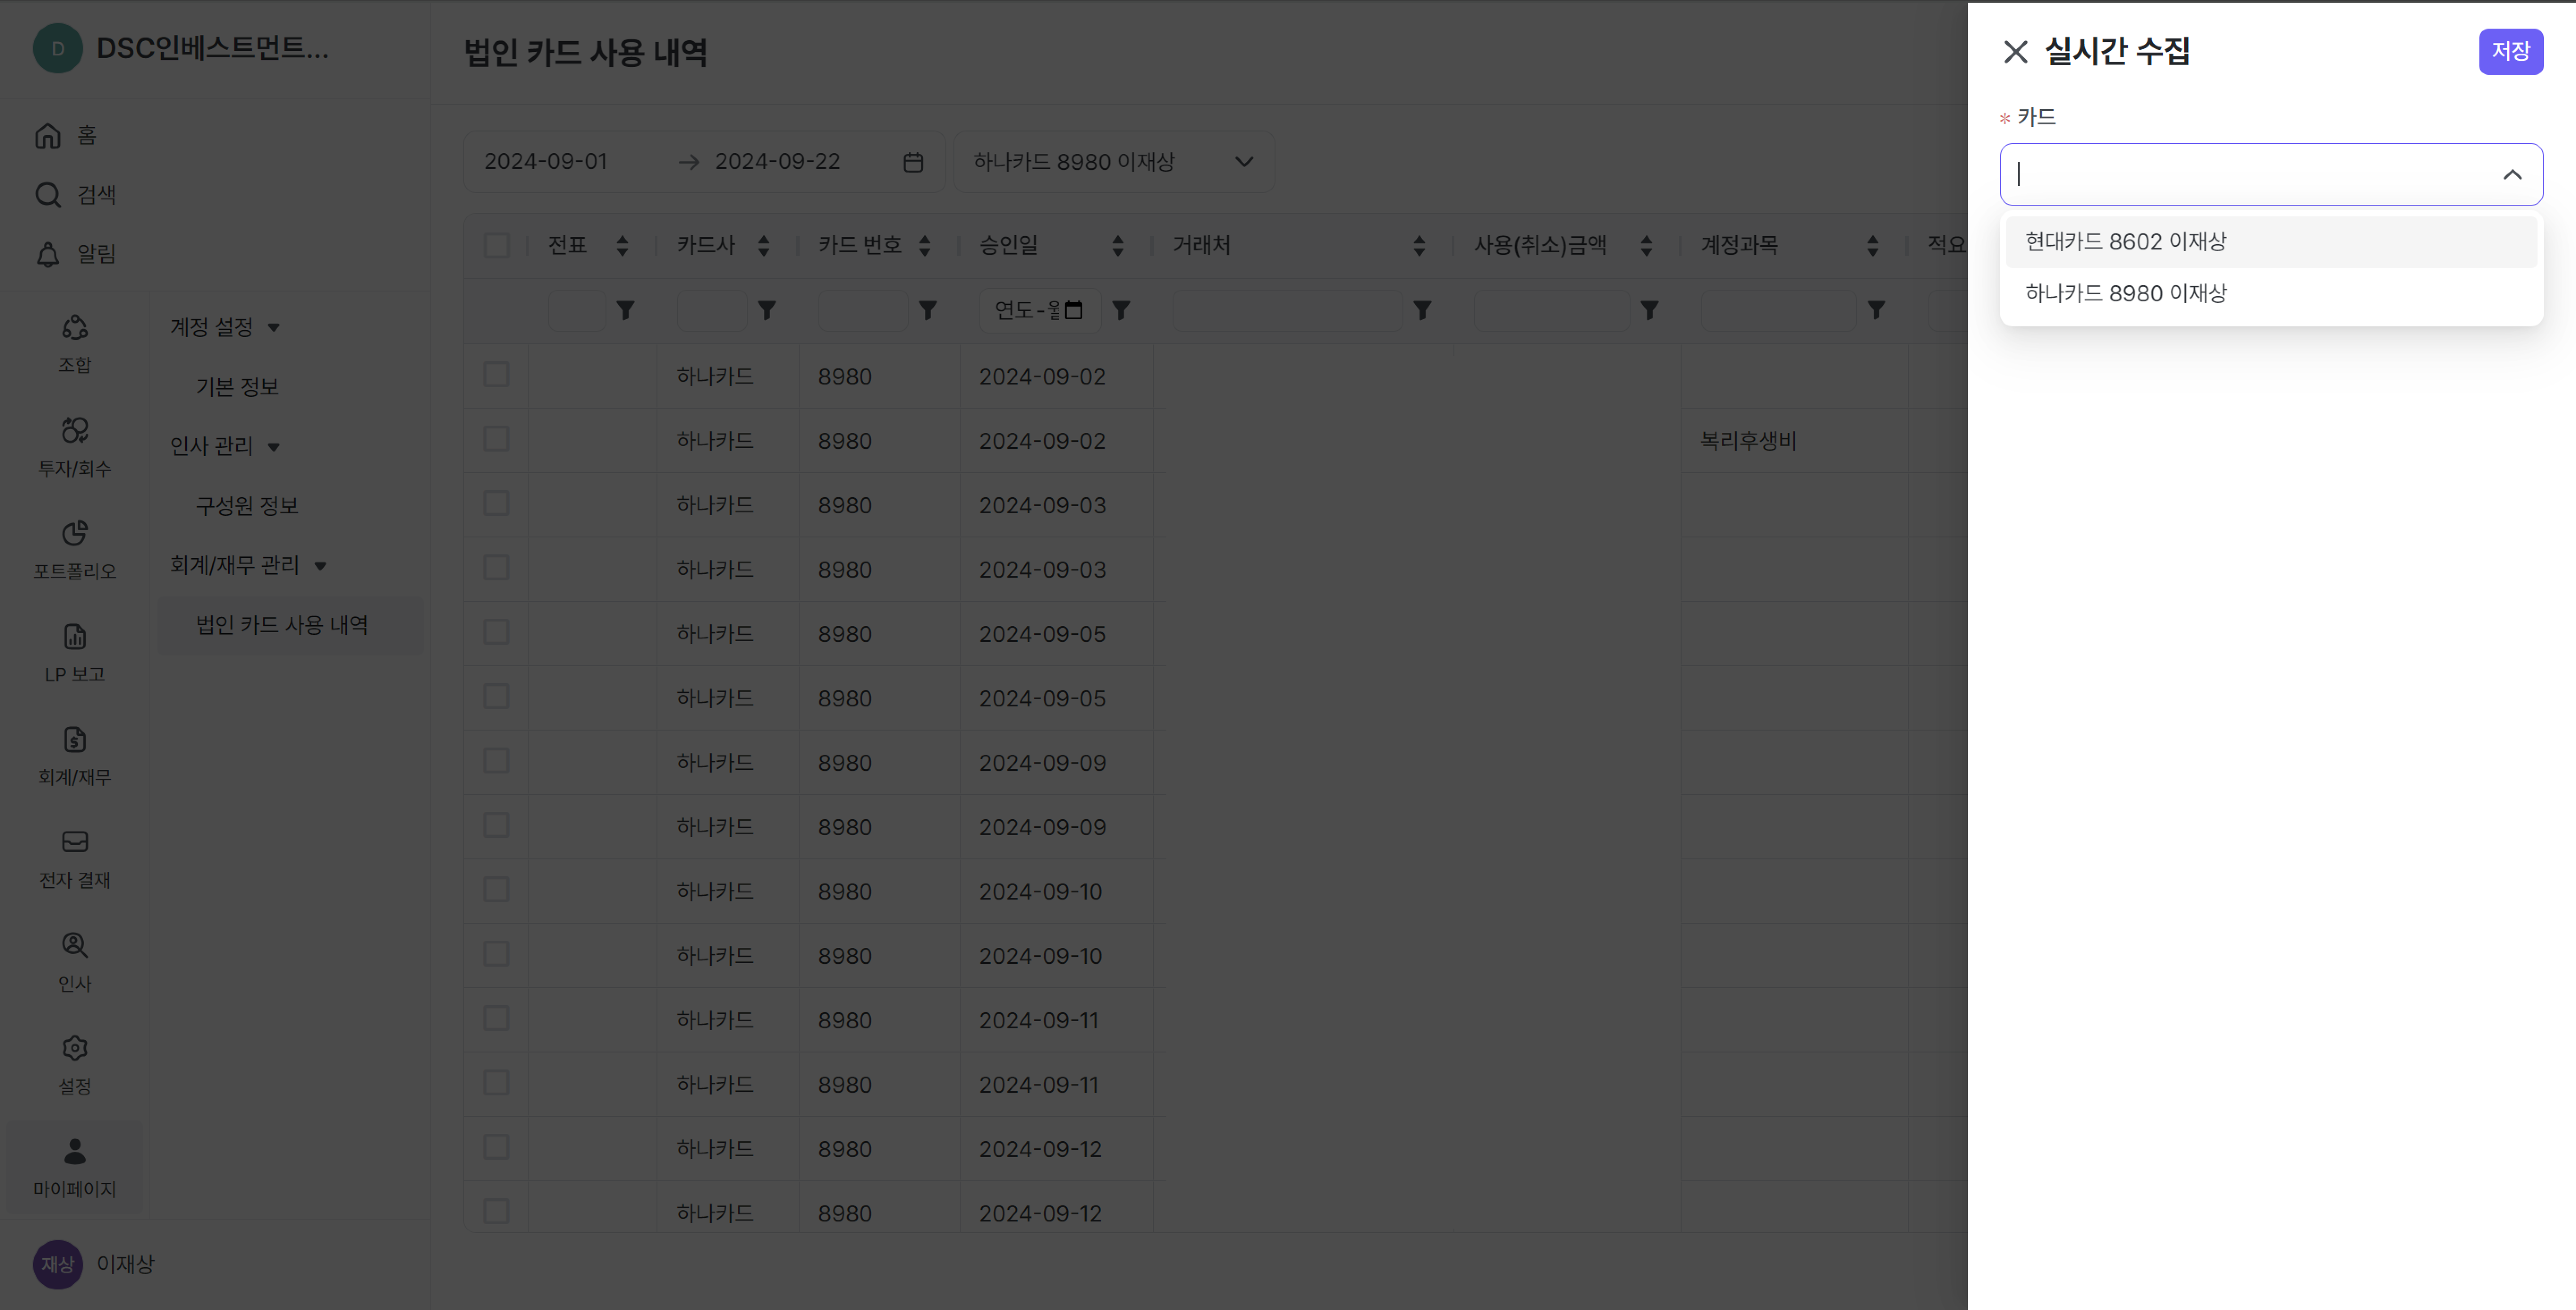 D DSC인베스트먼트...
홈
검색
알림
조합
투자/회수
포트폴리오
LP 보고
회계/재무
전자 결재
인사
설정
마이페이지
재상 이재상
계정 설정
기본 정보
인사 관리
구성원 정보
회계/재무 관리
법인 카드 사용 내역
법인 카드 사용 내역
2024-09-01 → 2024-09-22 하나카드 8980 이재상
전표 카드사 카드 번호 승인일 거래처 사용(취소)금액 계정과목 적요
연도-월
하나카드 8980 2024-09-02
하나카드 8980 2024-09-02 복리후생비
하나카드 8980 2024-09-03
하나카드 8980 2024-09-03
하나카드 8980 2024-09-05
하나카드 8980 2024-09-05
하나카드 8980 2024-09-09
하나카드 8980 2024-09-09
하나카드 8980 2024-09-10
하나카드 8980 2024-09-10
하나카드 8980 2024-09-11
하나카드 8980 2024-09-11
하나카드 8980 2024-09-12
하나카드 8980 2024-09-12
실시간 수집 저장
* 카드
현대카드 8602 이재상
하나카드 8980 이재상